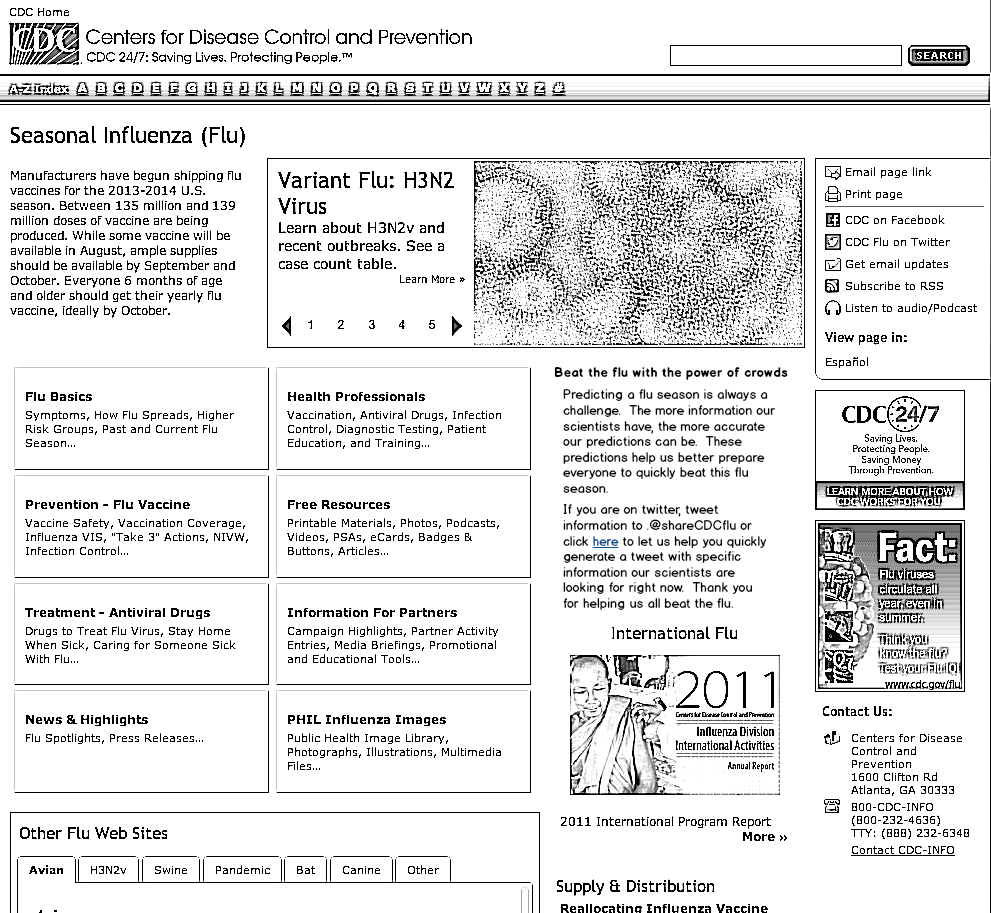 CDC Home
CDC Centers for Disease Control and Prevention
CDC 24/7: Saving Lives. Protecting People.™
SEARCH
A-Z Index A B C D E F G H I J K L M N O P Q R S T U V W X Y Z #
Seasonal Influenza (Flu)
Manufacturers have begun shipping flu
vaccines for the 2013-2014 U.S.
season. Between 135 million and 139
million doses of vaccine are being
produced. While some vaccine will be
available in August, ample supplies
should be available by September and
October. Everyone 6 months of age
and older should get their yearly flu
vaccine, ideally by October.
Variant Flu: H3N2
Virus
Learn about H3N2v and
recent outbreaks. See a
case count table.
Learn More »
1 2 3 4 5
Email page link
Print page
CDC on Facebook
CDC Flu on Twitter
Get email updates
Subscribe to RSS
Listen to audio/Podcast
View page in:
Español
Flu Basics
Symptoms, How Flu Spreads, Higher
Risk Groups, Past and Current Flu
Season...
Health Professionals
Vaccination, Antiviral Drugs, Infection
Control, Diagnostic Testing, Patient
Education, and Training...
Prevention - Flu Vaccine
Vaccine Safety, Vaccination Coverage,
Influenza VIS, "Take 3" Actions, NIVW,
Infection Control...
Free Resources
Printable Materials, Photos, Podcasts,
Videos, PSAs, eCards, Badges &
Buttons, Articles...
Treatment - Antiviral Drugs
Drugs to Treat Flu Virus, Stay Home
When Sick, Caring for Someone Sick
With Flu...
Information For Partners
Campaign Highlights, Partner Activity
Entries, Media Briefings, Promotional
and Educational Tools...
News & Highlights
Flu Spotlights, Press Releases...
PHIL Influenza Images
Public Health Image Library,
Photographs, Illustrations, Multimedia
Files...
Beat the flu with the power of crowds
Predicting a flu season is always a
challenge. The more information our
scientists have, the more accurate
our predictions can be. These
predictions help us better prepare
everyone to quickly beat this flu
season.
If you are on twitter, tweet
information to .@shareCDCflu or
click here to let us help you quickly
generate a tweet with specific
information our scientists are
looking for right now. Thank you
for helping us all beat the flu.
International Flu
2011
Centers for Disease Control and Prevention
Influenza Division
International Activities
Annual Report
2011 International Program Report
More »
Supply & Distribution
Reallocating Influenza Vaccine
CDC 24/7
Saving Lives.
Protecting People.
Saving Money
Through Prevention.
LEARN MORE ABOUT HOW
CDC WORKS FOR YOU
Fact:
Flu viruses
circulate all
year, even in
summer.
Think you
know the flu?
Test your Flu IQ!
www.cdc.gov/flu
Contact Us:
Centers for Disease
Control and
Prevention
1600 Clifton Rd
Atlanta, GA 30333
800-CDC-INFO
(800-232-4636)
TTY: (888) 232-6348
Contact CDC-INFO
Other Flu Web Sites
Avian H3N2v Swine Pandemic Bat Canine Other